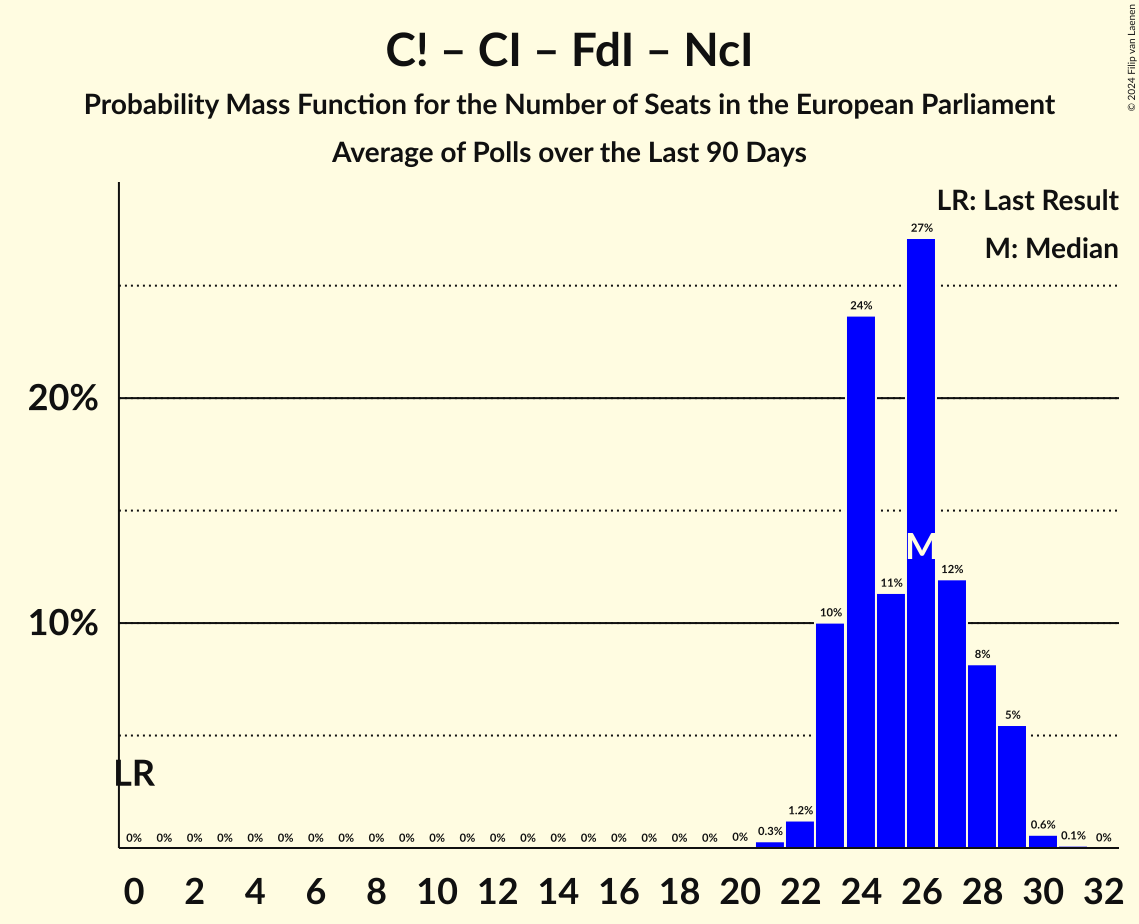 C! – CI – FdI – NcI
Probability Mass Function for the Number of Seats in the European Parliament
Average of Polls over the Last 90 Days
© 2024 Filip van Laenen
LR: Last Result
M: Median
20%
10%
LR
M
0% 0% 0% 0% 0% 0% 0% 0% 0% 0% 0% 0% 0% 0% 0% 0% 0% 0% 0% 0% 0% 0.3% 1.2% 10% 24% 11% 27% 12% 8% 5% 0.6% 0.1% 0%
0 2 4 6 8 10 12 14 16 18 20 22 24 26 28 30 32